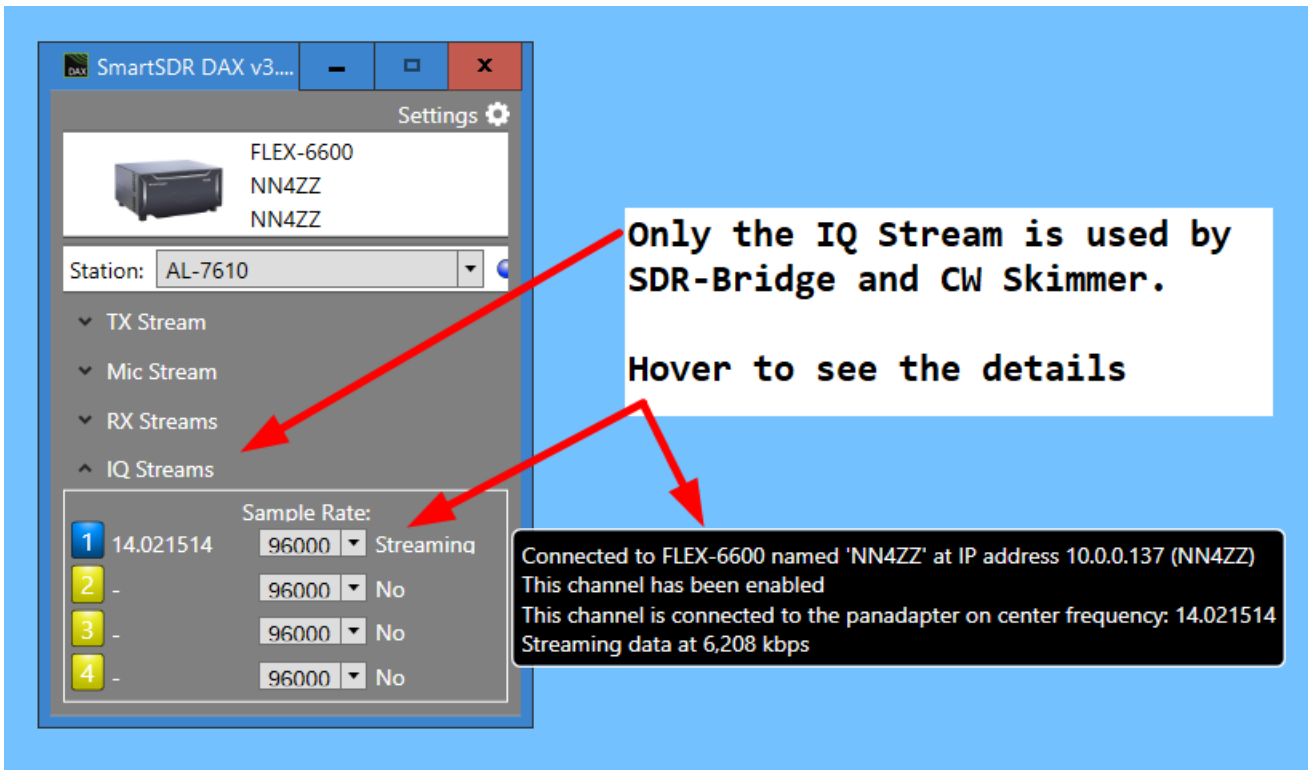 SmartSDR DAX v3....
Settings
FLEX-6600
NN4ZZ
NN4ZZ
Station: AL-7610
TX Stream
Mic Stream
RX Streams
IQ Streams
Sample Rate:
1 14.021514 96000 Streaming
2 - 96000 No
3 - 96000 No
4 - 96000 No
Only the IQ Stream is used by
SDR-Bridge and CW Skimmer.
Hover to see the details
Connected to FLEX-6600 named 'NN4ZZ' at IP address 10.0.0.137 (NN4ZZ)
This channel has been enabled
This channel is connected to the panadapter on center frequency: 14.021514
Streaming data at 6,208 kbps